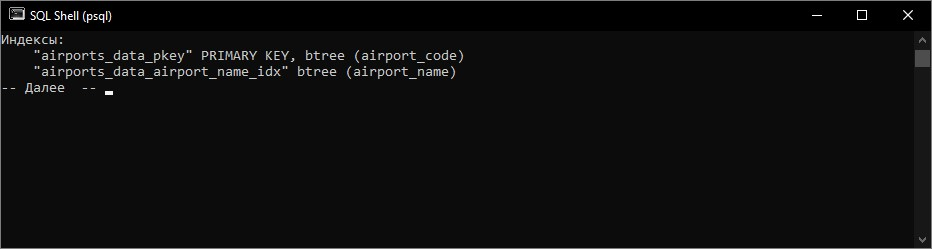 SQL Shell (psql)
Индексы:
    "airports_data_pkey" PRIMARY KEY, btree (airport_code)
    "airports_data_airport_name_idx" btree (airport_name)
-- Далее  --